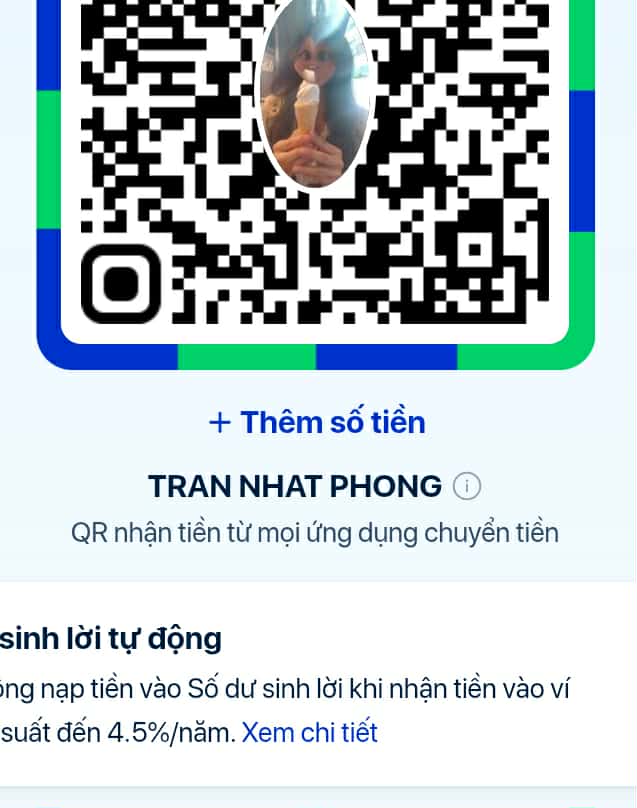 + Thêm số tiền
TRAN NHAT PHONG
QR nhận tiền từ mọi ứng dụng chuyển tiền
sinh lời tự động
nạp tiền vào Số dư sinh lời khi nhận tiền vào ví
suất đến 4.5%/năm. Xem chi tiết